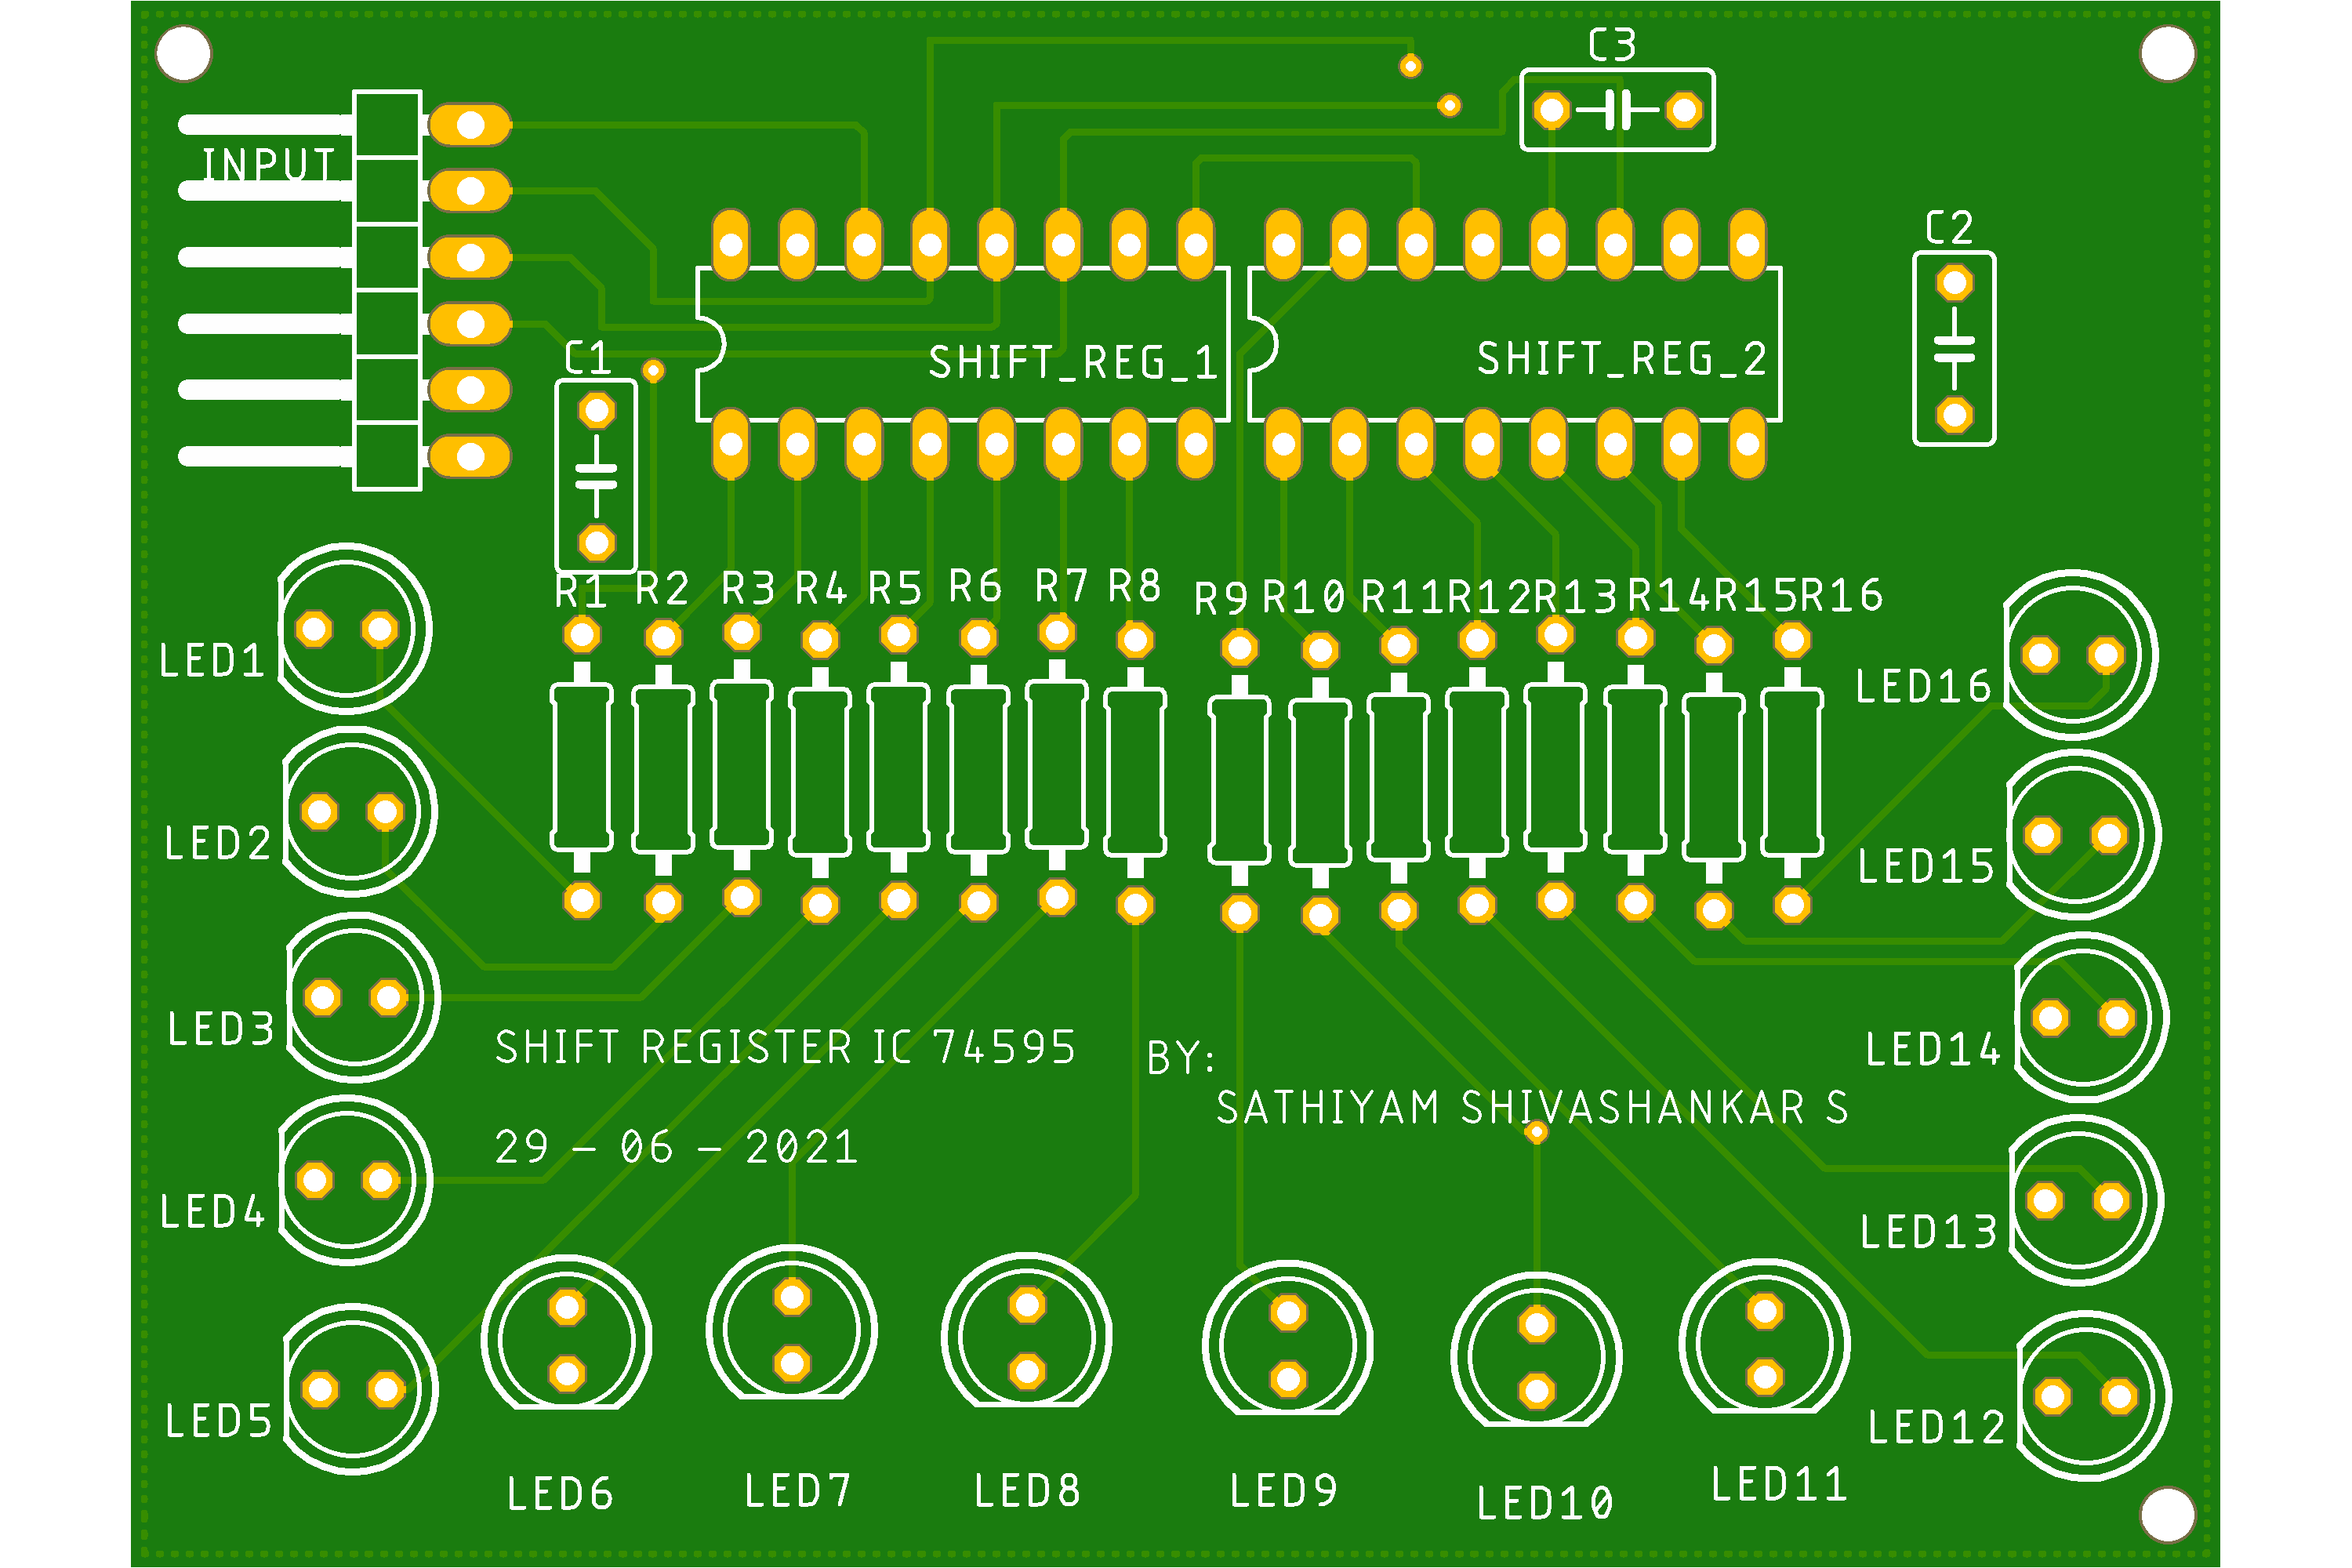 C3
INPUT
C2
C1
SHIFT_REG_1
SHIFT_REG_2
R1 R2 R3 R4 R5 R6 R7 R8 R9 R10 R11 R12 R13 R14 R15 R16
LED1
LED16
LED2
LED15
LED3
SHIFT REGISTER IC 74595
BY:
LED14
SATHIYAM SHIVASHANKAR S
29 - 06 - 2021
LED4
LED13
LED5
LED12
LED6
LED7
LED8
LED9
LED10
LED11